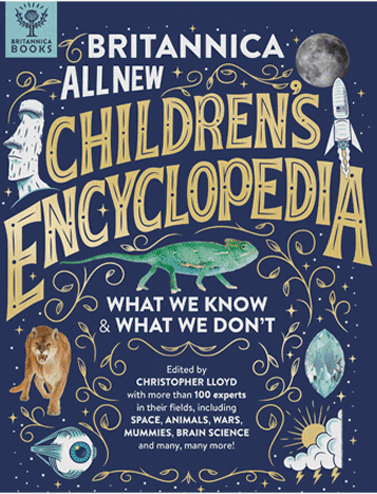 BRITANNICA
BOOKS
BRITANNICA
ALL NEW
CHILDREN'S
ENCYCLOPEDIA
WHAT WE KNOW
& WHAT WE DON'T
Edited by
CHRISTOPHER LLOYD
with more than 100 experts
in their fields, including
SPACE, ANIMALS, WARS,
MUMMIES, BRAIN SCIENCE
and many, many more!